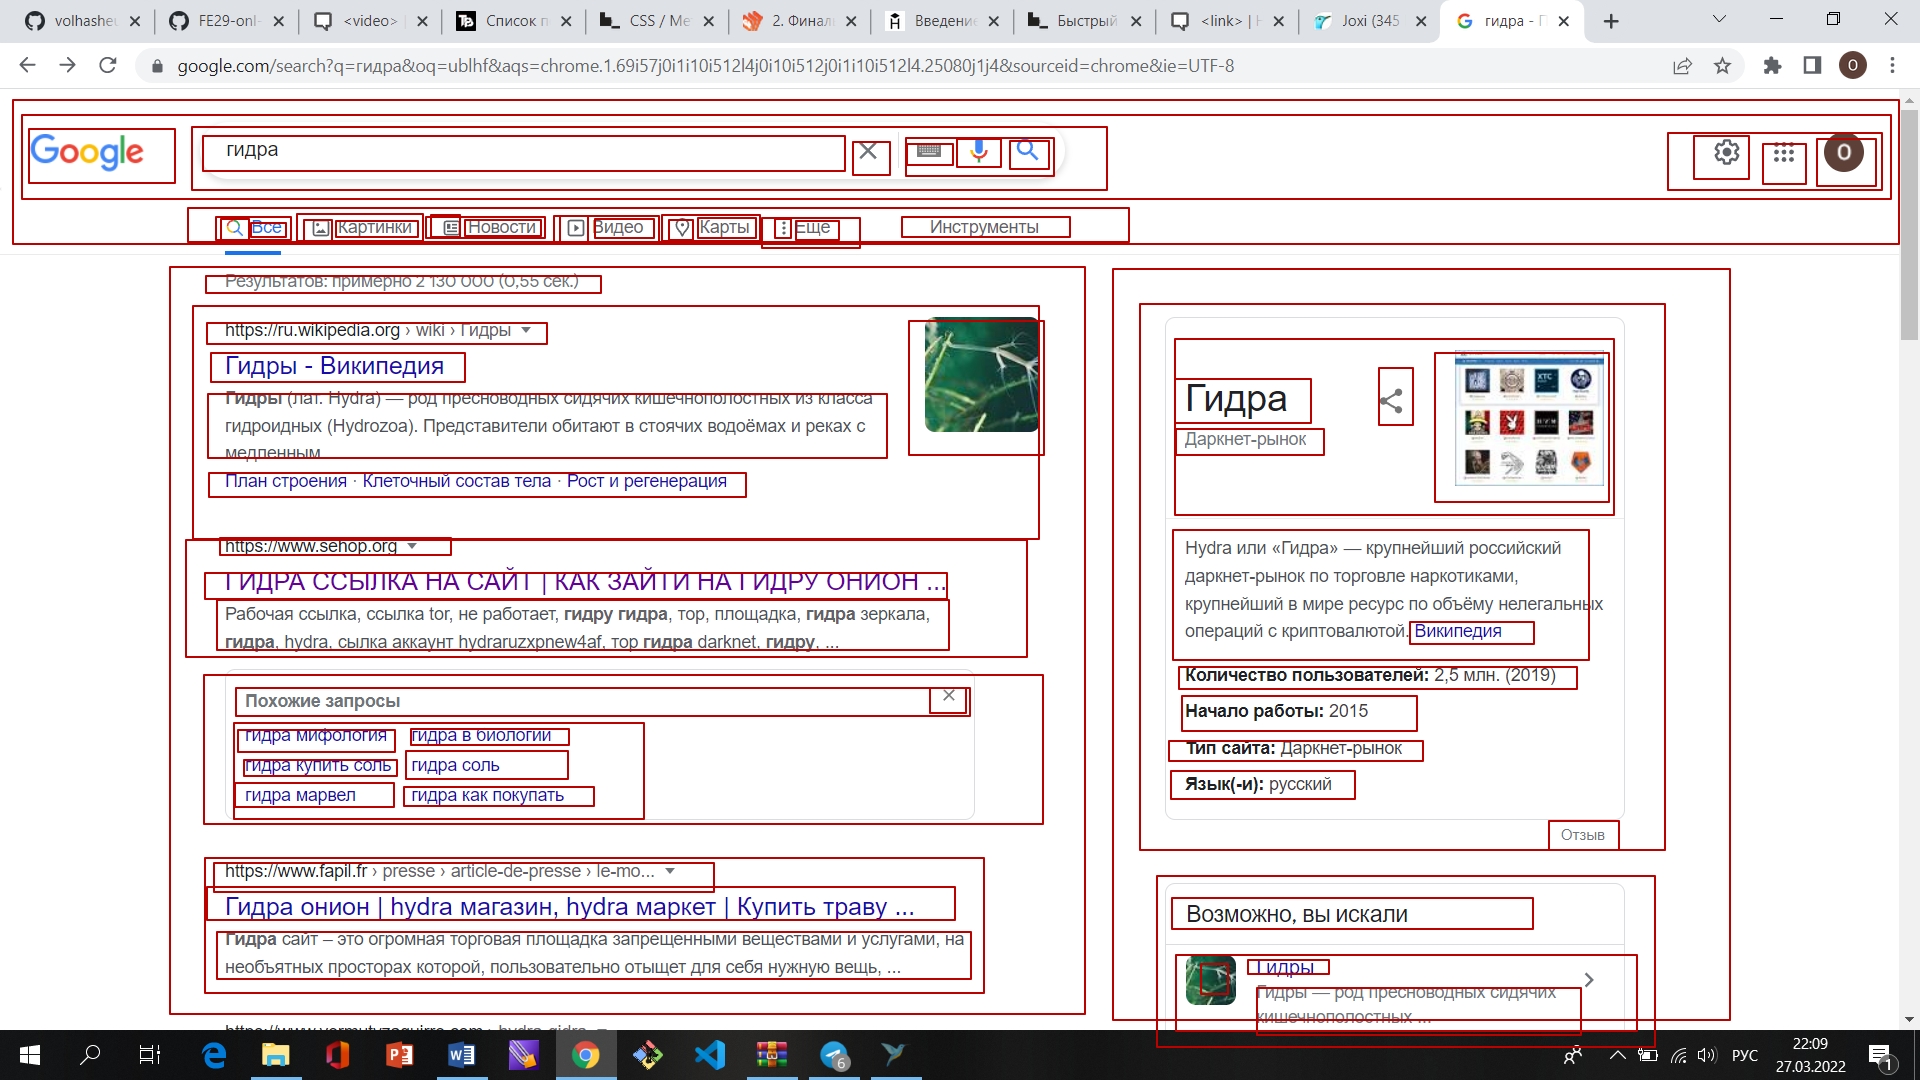 volhasheu
FE29-onl-
<video> |
Список п
CSS / Ме
2. Финал
Введение
Быстрый
<link> | H
Joxi (345
гидра - П
google.com/search?q=гидра&oq=ublhf&aqs=chrome.1.69i57j0i1i10i512l4j0i10i512j0i1i10i512l4.25080j1j4&sourceid=chrome&ie=UTF-8
O
Google
гидра
O
Все
Картинки
Новости
Видео
Карты
Ещё
Инструменты
Результатов: примерно 2 130 000 (0,55 сек.)
https://ru.wikipedia.org › wiki › Гидры
Гидры - Википедия
Гидры (лат. Hydra) — род пресноводных сидячих кишечнополостных из класса
гидроидных (Hydrozoa). Представители обитают в стоячих водоёмах и реках с
медленным
План строения · Клеточный состав тела · Рост и регенерация
https://www.sehop.org
ГИДРА ССЫЛКА НА САЙТ | КАК ЗАЙТИ НА ГИДРУ ОНИОН ...
Рабочая ссылка, ссылка tor, не работает, гидру гидра, тор, площадка, гидра зеркала,
гидра, hydra, сылка аккаунт hydraruzxpnew4af, тор гидра darknet, гидру, ...
Похожие запросы
гидра мифология
гидра в биологии
гидра купить соль
гидра соль
гидра марвел
гидра как покупать
https://www.fapil.fr › presse › article-de-presse › le-mo...
Гидра онион | hydra магазин, hydra маркет | Купить траву ...
Гидра сайт – это огромная торговая площадка запрещенными веществами и услугами, на
необъятных просторах которой, пользовательно отыщет для себя нужную вещь, ...
Гидра
Даркнет-рынок
Hydra или «Гидра» — крупнейший российский
даркнет-рынок по торговле наркотиками,
крупнейший в мире ресурс по объёму нелегальных
операций с криптовалютой. Википедия
Количество пользователей: 2,5 млн. (2019)
Начало работы: 2015
Тип сайта: Даркнет-рынок
Язык(-и): русский
Отзыв
Возможно, вы искали
Гидры
Гидры — род пресноводных сидячих
кишечнополостных ...
6
РУС
22:09
27.03.2022
1